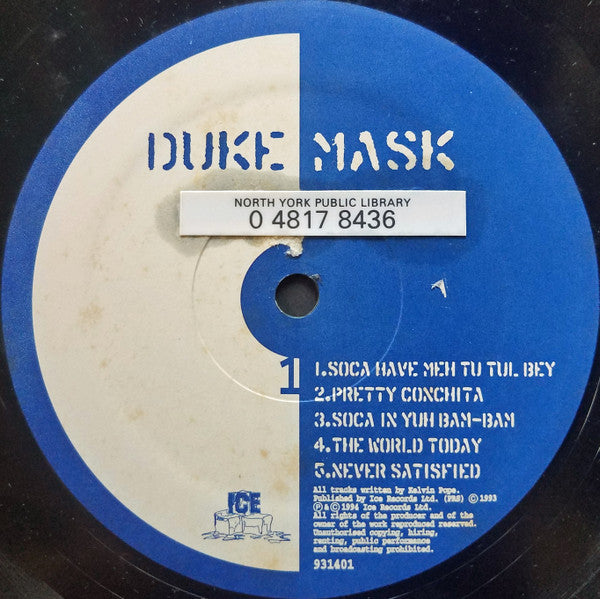 DUKE MASK
NORTH YORK PUBLIC LIBRARY
0 4817 8436
1
1.SOCA HAVE MEH TU TUL BEY
2.PRETTY CONCHITA
3.SOCA IN YUH BAM-BAM
4.THE WORLD TODAY
5.NEVER SATISFIED
ICE
All tracks written by Kelvin Pope.
Published by Ice Records Ltd. (PRS) © 1993
℗&© 1994 Ice Records Ltd.
All rights of the producer and of the
owner of the work reproduced reserved.
Unauthorised copying, hiring,
renting, public performance
and broadcasting prohibited.
931401